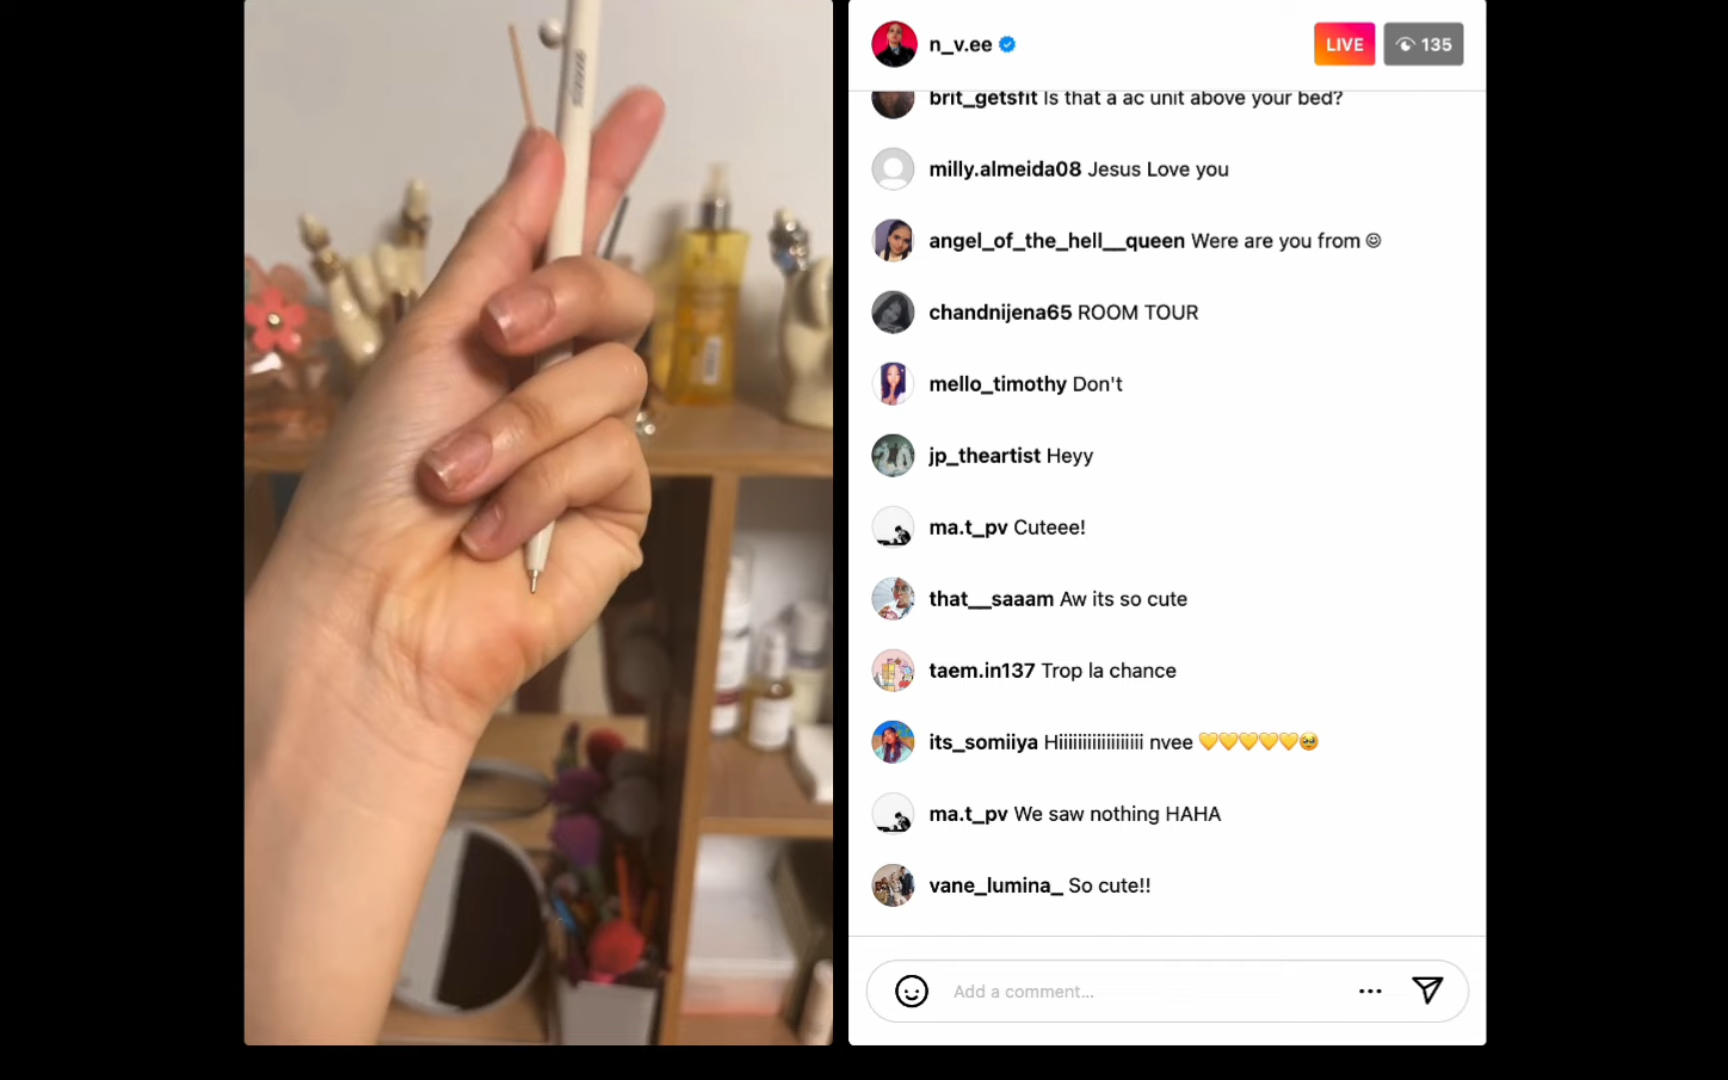 n_v.ee
LIVE
135
brit_getsfit Is that a ac unit above your bed?
milly.almeida08 Jesus Love you
angel_of_the_hell__queen Were are you from ☺
chandnijena65 ROOM TOUR
mello_timothy Don't
jp_theartist Heyy
ma.t_pv Cuteee!
that__saaam Aw its so cute
taem.in137 Trop la chance
its_somiiya Hiiiiiiiiiiiiiiiii nvee 💛💛💛💛💛🥹
ma.t_pv We saw nothing HAHA
vane_lumina_ So cute!!
Add a comment...